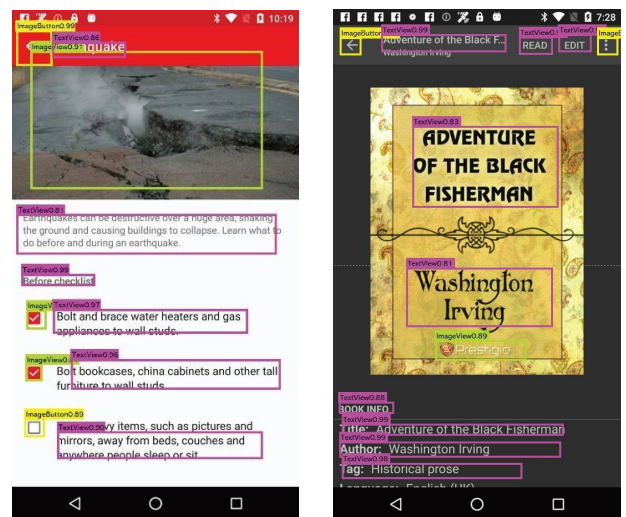 10:19
ImageButton0.99
TextView0.86
ImageV 0.91
quake
TextView0.81
Earthquakes can be destructive over a huge area, shaking
the ground and causing buildings to collapse. Learn what to
do before and during an earthquake.
TextView0.99
Before checklist
ImageV
TextView0.97
Bolt and brace water heaters and gas
appliances to wall studs.
ImageView0.
TextView0.96
Bolt bookcases, china cabinets and other tall
furniture to wall studs
ImageButton0.89
TextView0.90
vy items, such as pictures and
mirrors, away from beds, couches and
anywhere people sleep or sit
7:28
ImageButton
TextView0.99
Adventure of the Black F...
Washington Irving
TextView0.
READ
TextView0.
EDIT
ImageB
TextView0.83
ADVENTURE
OF THE BLACK
FISHERMAN
TextView0.81
Washington
Irving
ImageView0.89
Prestigio
TextView0.88
BOOK INFO
TextView0.99
Title: Adventure of the Black Fisherman
TextView0.99
Author: Washington Irving
TextView0.98
Tag: Historical prose
Language: English (UK)